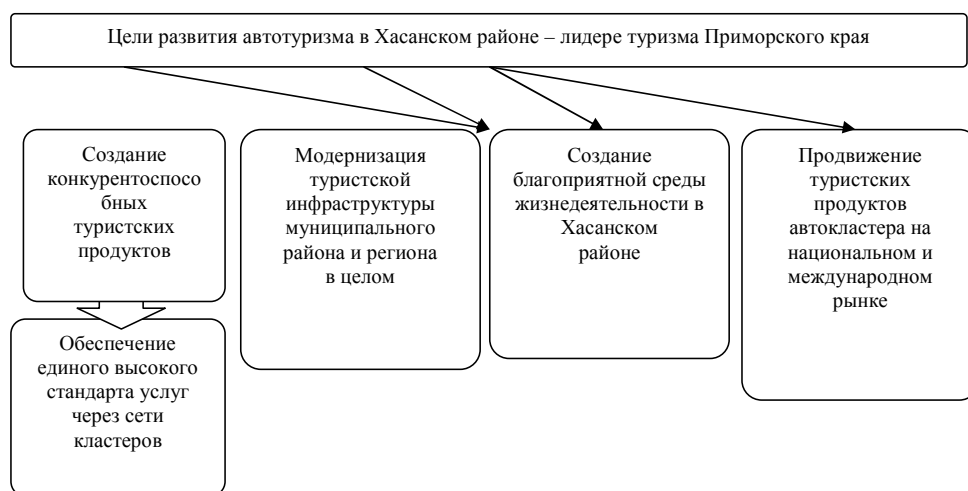 Цели развития автотуризма в Хасанском районе – лидере туризма Приморского края
Создание
конкурентоспосо
бных
туристских
продуктов
Модернизация
туристской
инфраструктуры
муниципального
района и региона
в целом
Создание
благоприятной среды
жизнедеятельности в
Хасанском
районе
Продвижение
туристских
продуктов
автокластера на
национальном и
международном
рынке
Обеспечение
единого высокого
стандарта услуг
через сети
кластеров